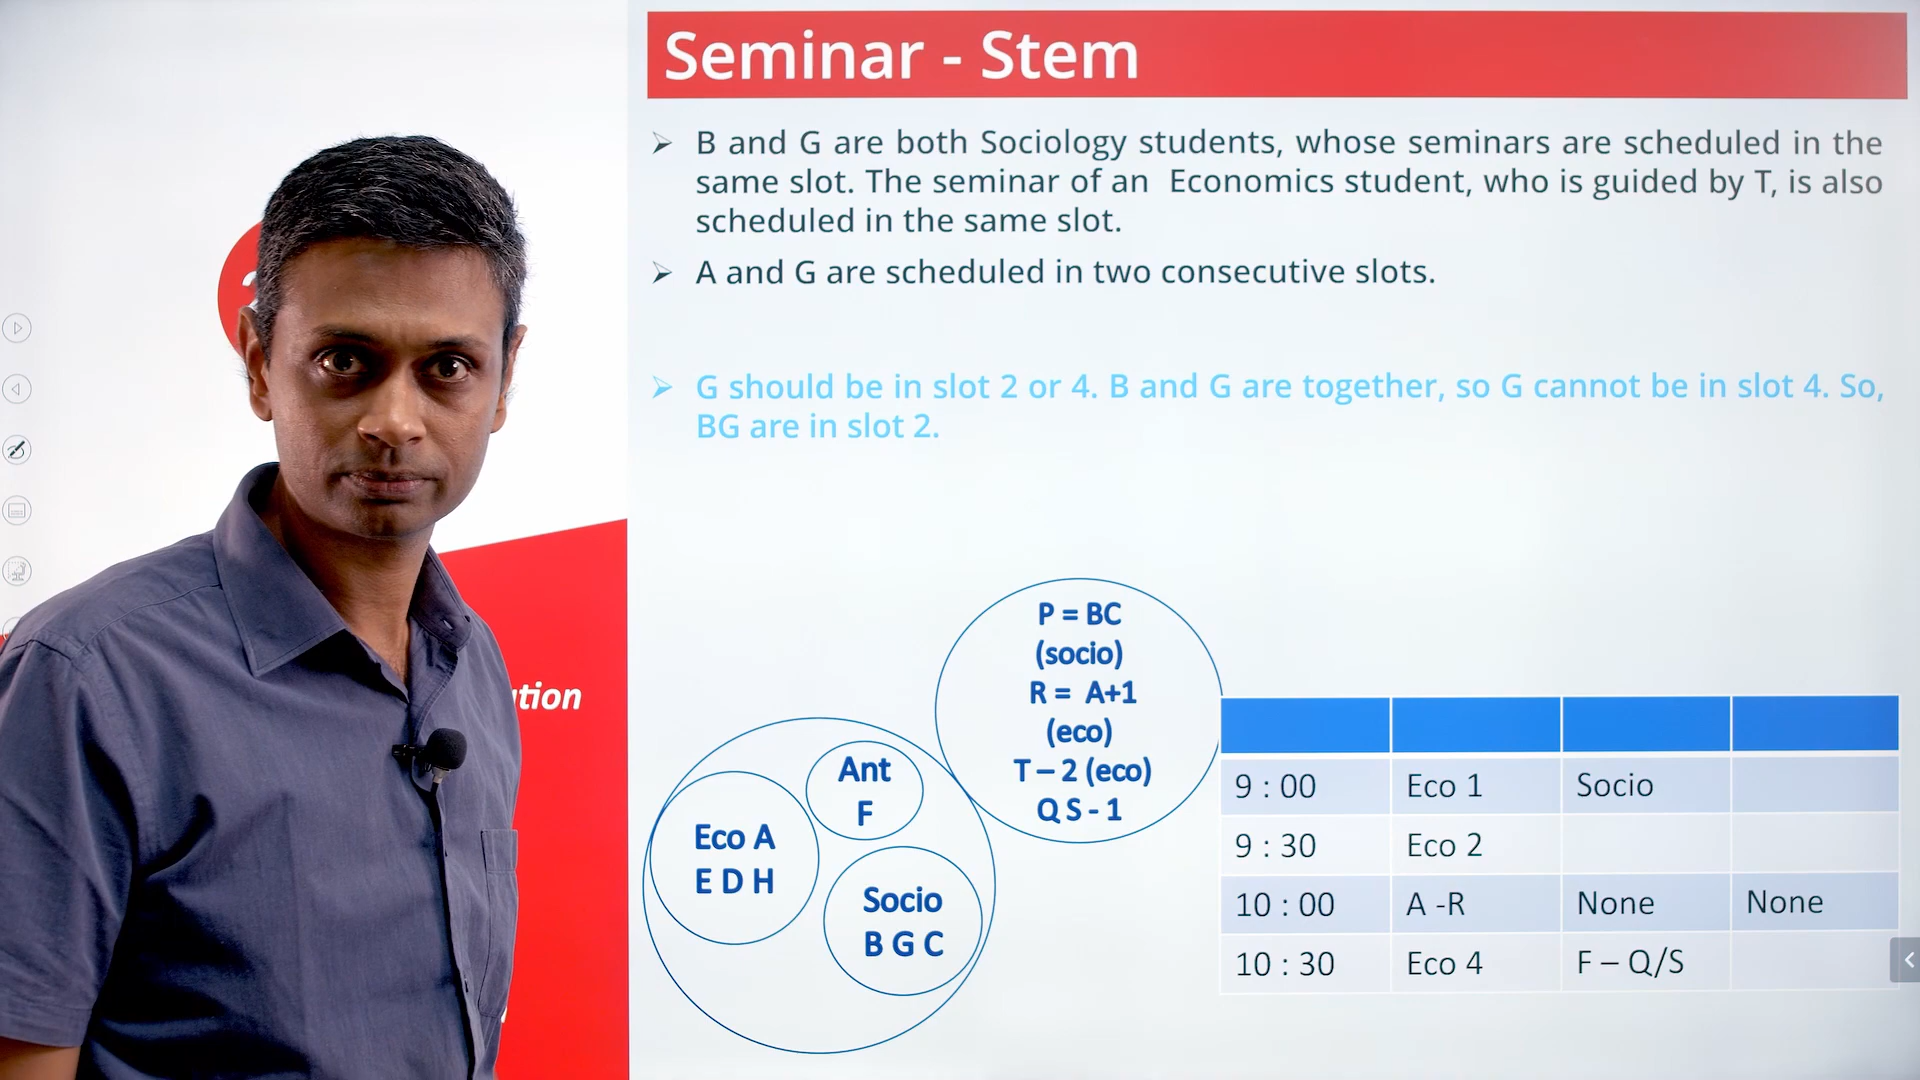 Seminar - Stem
➢ B and G are both Sociology students, whose seminars are scheduled in the
same slot. The seminar of an Economics student, who is guided by T, is also
scheduled in the same slot.
➢ A and G are scheduled in two consecutive slots.
➢ G should be in slot 2 or 4. B and G are together, so G cannot be in slot 4. So,
BG are in slot 2.
P = BC
(socio)
R = A+1
(eco)
T – 2 (eco)
Q S - 1
Ant
F
Eco A
E D H
Socio
B G C
9 : 00 Eco 1 Socio
9 : 30 Eco 2
10 : 00 A -R None None
10 : 30 Eco 4 F – Q/S